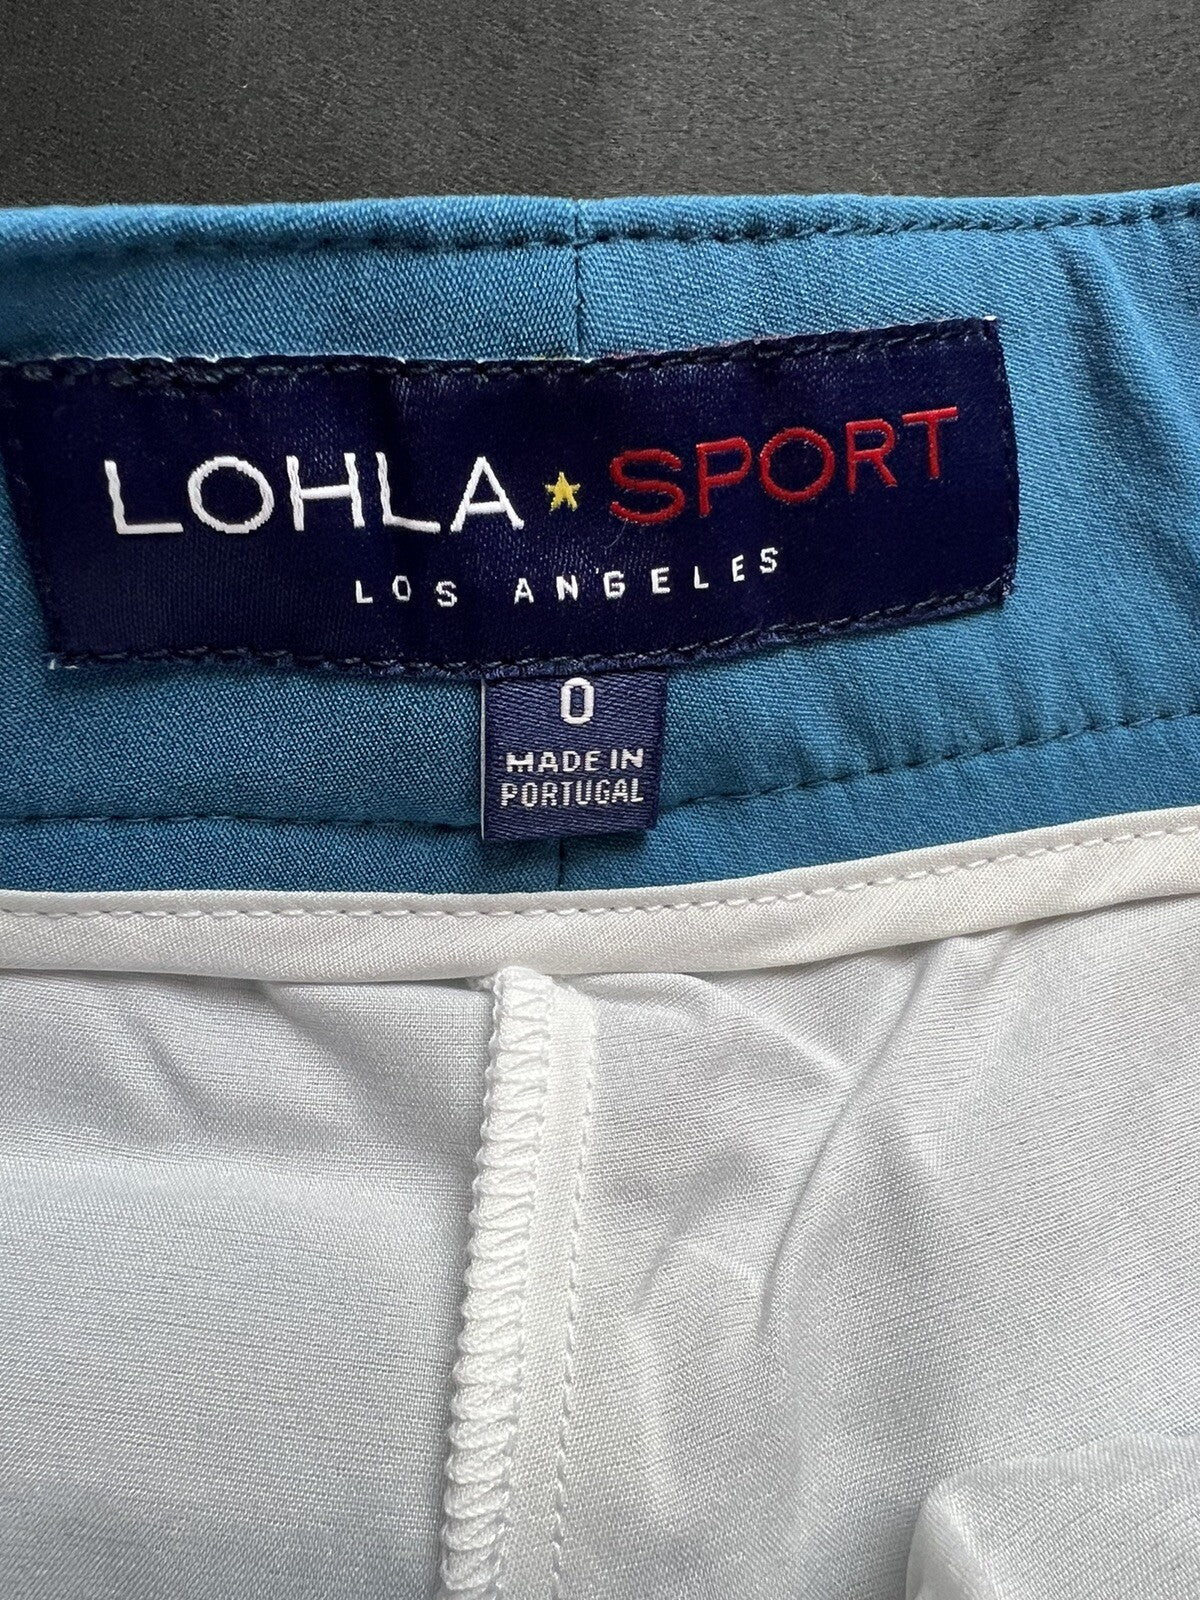 LOHLA SPORT
LOS ANGELES
0
MADE IN
PORTUGAL